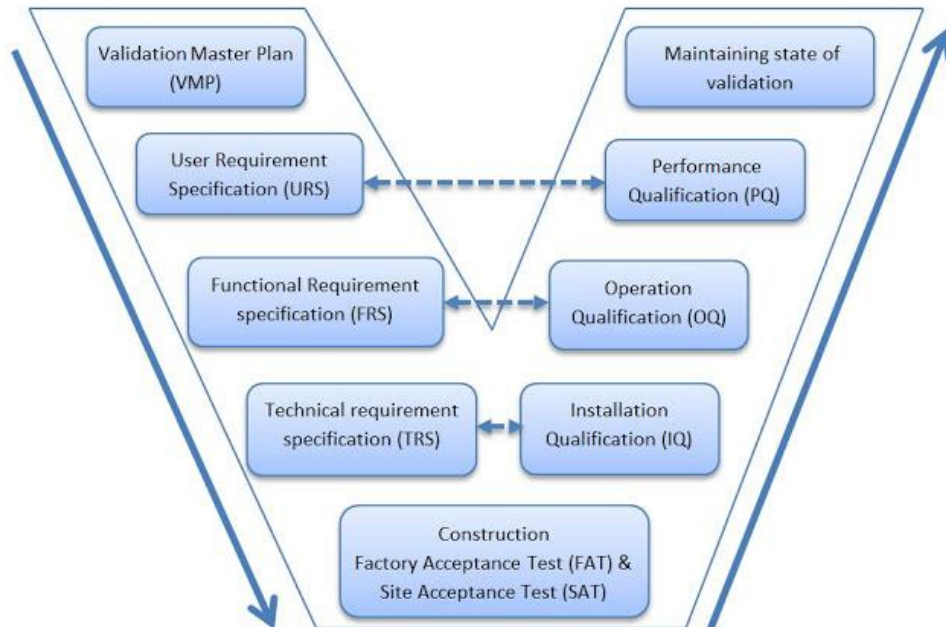 Validation Master Plan
(VMP)
Maintaining state of
validation
User Requirement
Specification (URS)
Performance
Qualification (PQ)
Functional Requirement
specification (FRS)
Operation
Qualification (OQ)
Technical requirement
specification (TRS)
Installation
Qualification (IQ)
Construction
Factory Acceptance Test (FAT) &
Site Acceptance Test (SAT)